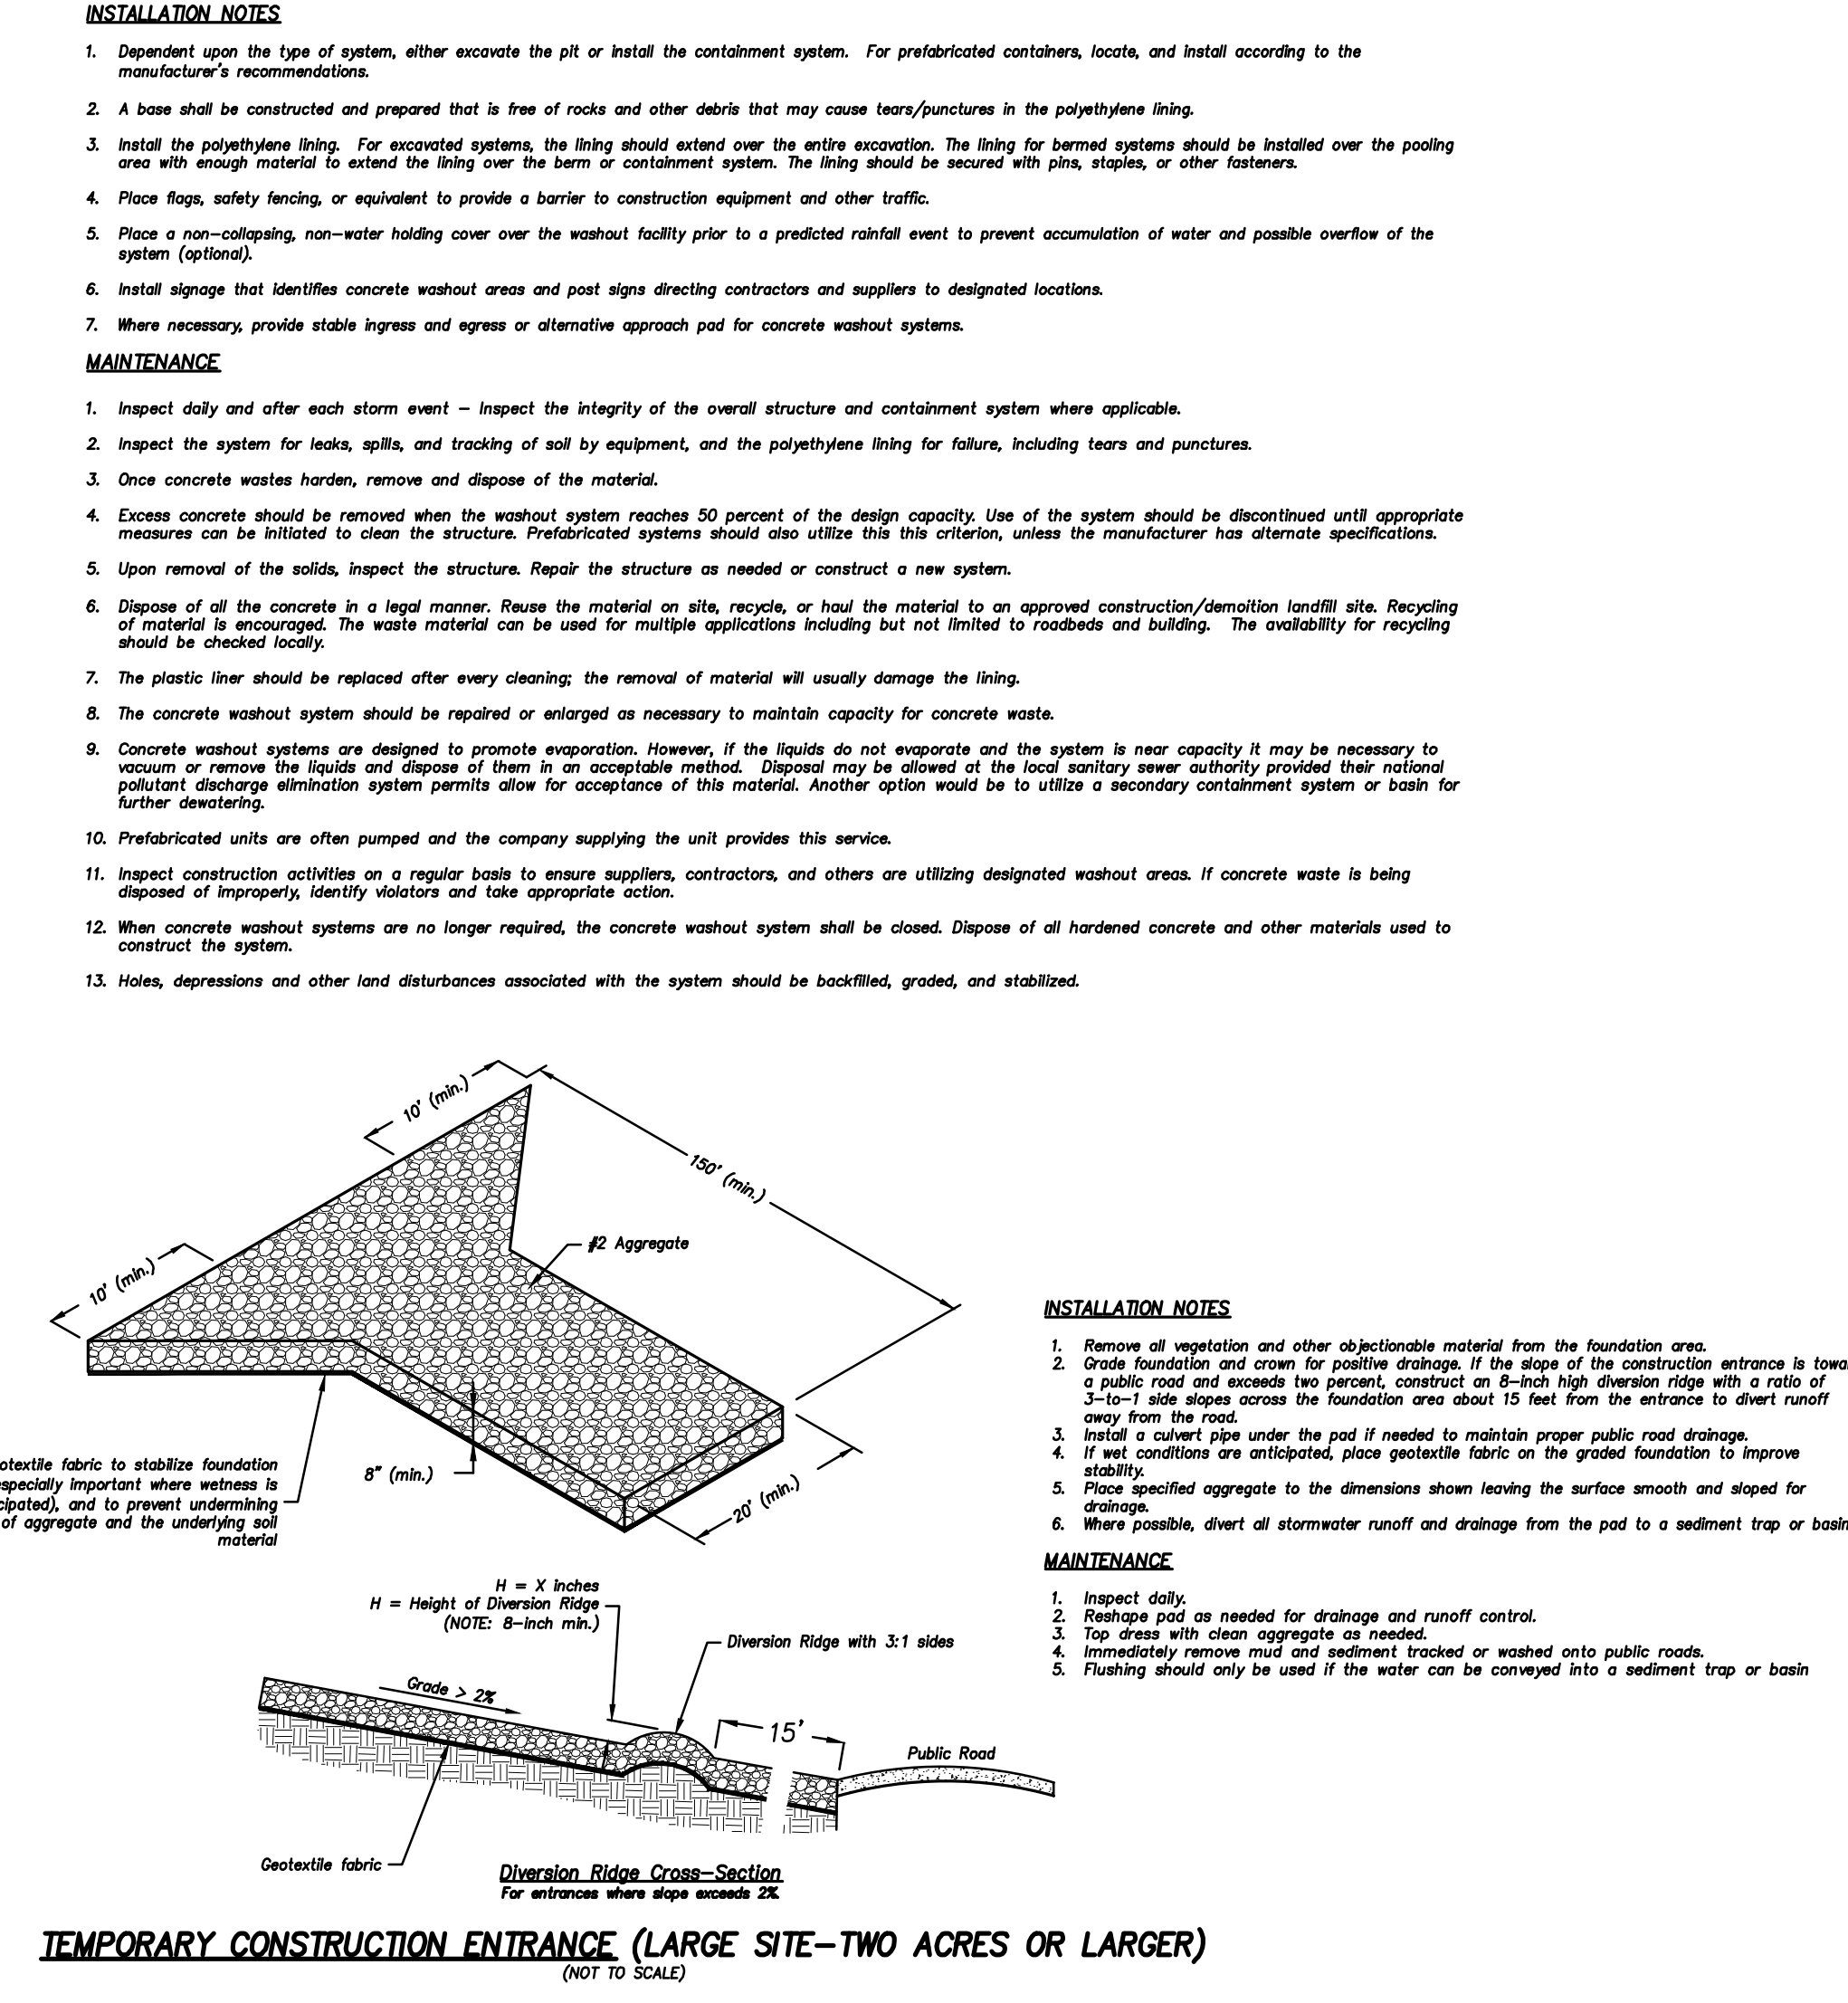 INSTALLATION NOTES
1. Dependent upon the type of system, either excavate the pit or install the containment system. For prefabricated containers, locate, and install according to the
manufacturer's recommendations.
2. A base shall be constructed and prepared that is free of rocks and other debris that may cause tears/punctures in the polyethylene lining.
3. Install the polyethylene lining. For excavated systems, the lining should extend over the entire excavation. The lining for bermed systems should be installed over the pooling
area with enough material to extend the lining over the berm or containment system. The lining should be secured with pins, staples, or other fasteners.
4. Place flags, safety fencing, or equivalent to provide a barrier to construction equipment and other traffic.
5. Place a non-collapsing, non-water holding cover over the washout facility prior to a predicted rainfall event to prevent accumulation of water and possible overflow of the
system (optional).
6. Install signage that identifies concrete washout areas and post signs directing contractors and suppliers to designated locations.
7. Where necessary, provide stable ingress and egress or alternative approach pad for concrete washout systems.
MAINTENANCE
1. Inspect daily and after each storm event - Inspect the integrity of the overall structure and containment system where applicable.
2. Inspect the system for leaks, spills, and tracking of soil by equipment, and the polyethylene lining for failure, including tears and punctures.
3. Once concrete wastes harden, remove and dispose of the material.
4. Excess concrete should be removed when the washout system reaches 50 percent of the design capacity. Use of the system should be discontinued until appropriate
measures can be initiated to clean the structure. Prefabricated systems should also utilize this this criterion, unless the manufacturer has alternate specifications.
5. Upon removal of the solids, inspect the structure. Repair the structure as needed or construct a new system.
6. Dispose of all the concrete in a legal manner. Reuse the material on site, recycle, or haul the material to an approved construction/demoition landfill site. Recycling
of material is encouraged. The waste material can be used for multiple applications including but not limited to roadbeds and building. The availability for recycling
should be checked locally.
7. The plastic liner should be replaced after every cleaning; the removal of material will usually damage the lining.
8. The concrete washout system should be repaired or enlarged as necessary to maintain capacity for concrete waste.
9. Concrete washout systems are designed to promote evaporation. However, if the liquids do not evaporate and the system is near capacity it may be necessary to
vacuum or remove the liquids and dispose of them in an acceptable method. Disposal may be allowed at the local sanitary sewer authority provided their national
pollutant discharge elimination system permits allow for acceptance of this material. Another option would be to utilize a secondary containment system or basin for
further dewatering.
10. Prefabricated units are often pumped and the company supplying the unit provides this service.
11. Inspect construction activities on a regular basis to ensure suppliers, contractors, and others are utilizing designated washout areas. If concrete waste is being
disposed of improperly, identify violators and take appropriate action.
12. When concrete washout systems are no longer required, the concrete washout system shall be closed. Dispose of all hardened concrete and other materials used to
construct the system.
13. Holes, depressions and other land disturbances associated with the system should be backfilled, graded, and stabilized.
10' (min.)
150' (min.)
#2 Aggregate
10' (min.)
8" (min.)
20' (min.)
otextile fabric to stabilize foundation
especially important where wetness is
cipated), and to prevent undermining
of aggregate and the underlying soil
material
INSTALLATION NOTES
1. Remove all vegetation and other objectionable material from the foundation area.
2. Grade foundation and crown for positive drainage. If the slope of the construction entrance is towa
a public road and exceeds two percent, construct an 8-inch high diversion ridge with a ratio of
3-to-1 side slopes across the foundation area about 15 feet from the entrance to divert runoff
away from the road.
3. Install a culvert pipe under the pad if needed to maintain proper public road drainage.
4. If wet conditions are anticipated, place geotextile fabric on the graded foundation to improve
stability.
5. Place specified aggregate to the dimensions shown leaving the surface smooth and sloped for
drainage.
6. Where possible, divert all stormwater runoff and drainage from the pad to a sediment trap or basin
MAINTENANCE
1. Inspect daily.
2. Reshape pad as needed for drainage and runoff control.
3. Top dress with clean aggregate as needed.
4. Immediately remove mud and sediment tracked or washed onto public roads.
5. Flushing should only be used if the water can be conveyed into a sediment trap or basin
H = X inches
H = Height of Diversion Ridge
(NOTE: 8-inch min.)
Diversion Ridge with 3:1 sides
Grade > 2%
15'
Public Road
Geotextile fabric
Diversion Ridge Cross-Section
For entrances where slope exceeds 2%.
TEMPORARY CONSTRUCTION ENTRANCE (LARGE SITE-TWO ACRES OR LARGER)
(NOT TO SCALE)